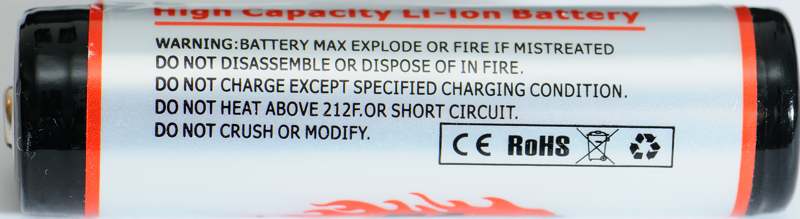 High Capacity Li-ion Battery
WARNING:BATTERY MAX EXPLODE OR FIRE IF MISTREATED
DO NOT DISASSEMBLE OR DISPOSE OF IN FIRE.
DO NOT CHARGE EXCEPT SPECIFIED CHARGING CONDITION.
DO NOT HEAT ABOVE 212F.OR SHORT CIRCUIT.
DO NOT CRUSH OR MODIFY.
CE RoHS